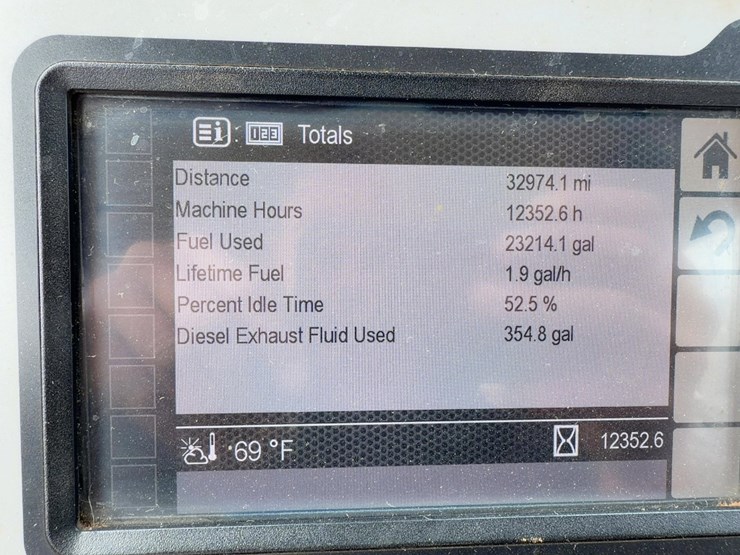 : 123 Totals
Distance 32974.1 mi
Machine Hours 12352.6 h
Fuel Used 23214.1 gal
Lifetime Fuel 1.9 gal/h
Percent Idle Time 52.5 %
Diesel Exhaust Fluid Used 354.8 gal
69 °F 12352.6